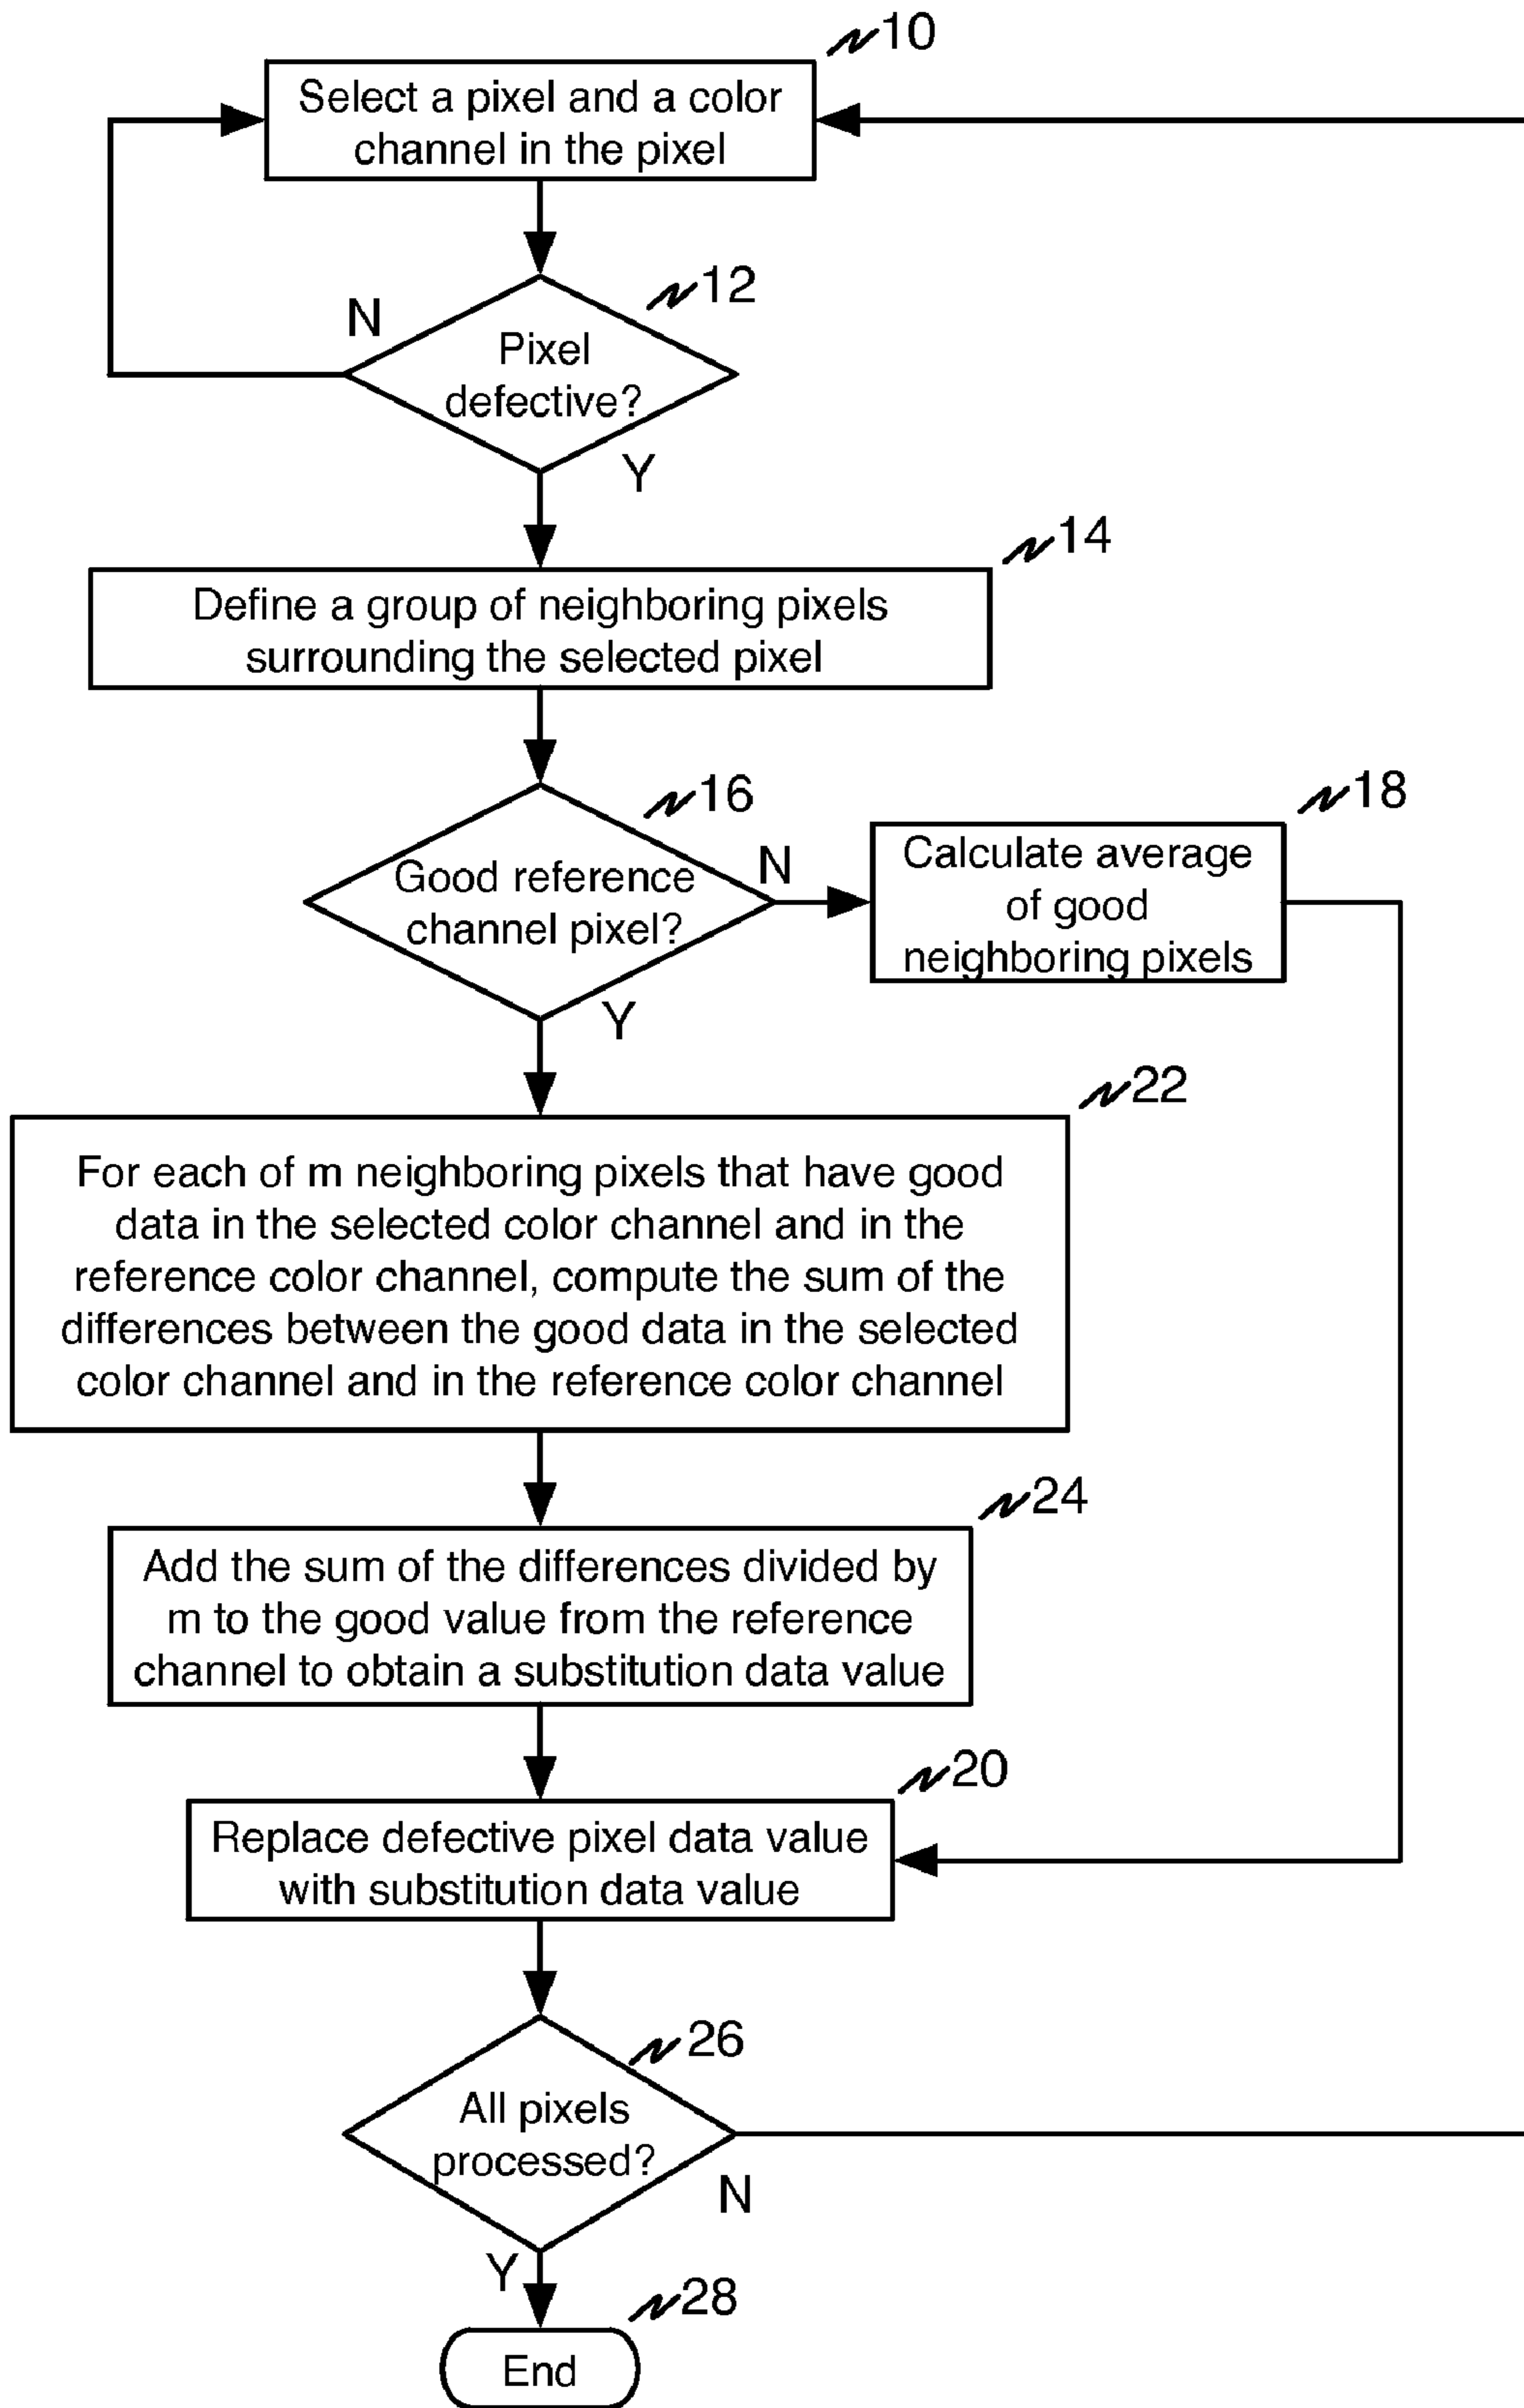 10
Select a pixel and a color
channel in the pixel
12
N
Pixel
defective?
Y
14
Define a group of neighboring pixels
surrounding the selected pixel
16
18
Good reference
channel pixel?
N
Calculate average
of good
neighboring pixels
Y
22
For each of m neighboring pixels that have good
data in the selected color channel and in the
reference color channel, compute the sum of the
differences between the good data in the selected
color channel and in the reference color channel
24
Add the sum of the differences divided by
m to the good value from the reference
channel to obtain a substitution data value
20
Replace defective pixel data value
with substitution data value
26
All pixels
processed?
N
Y
28
End